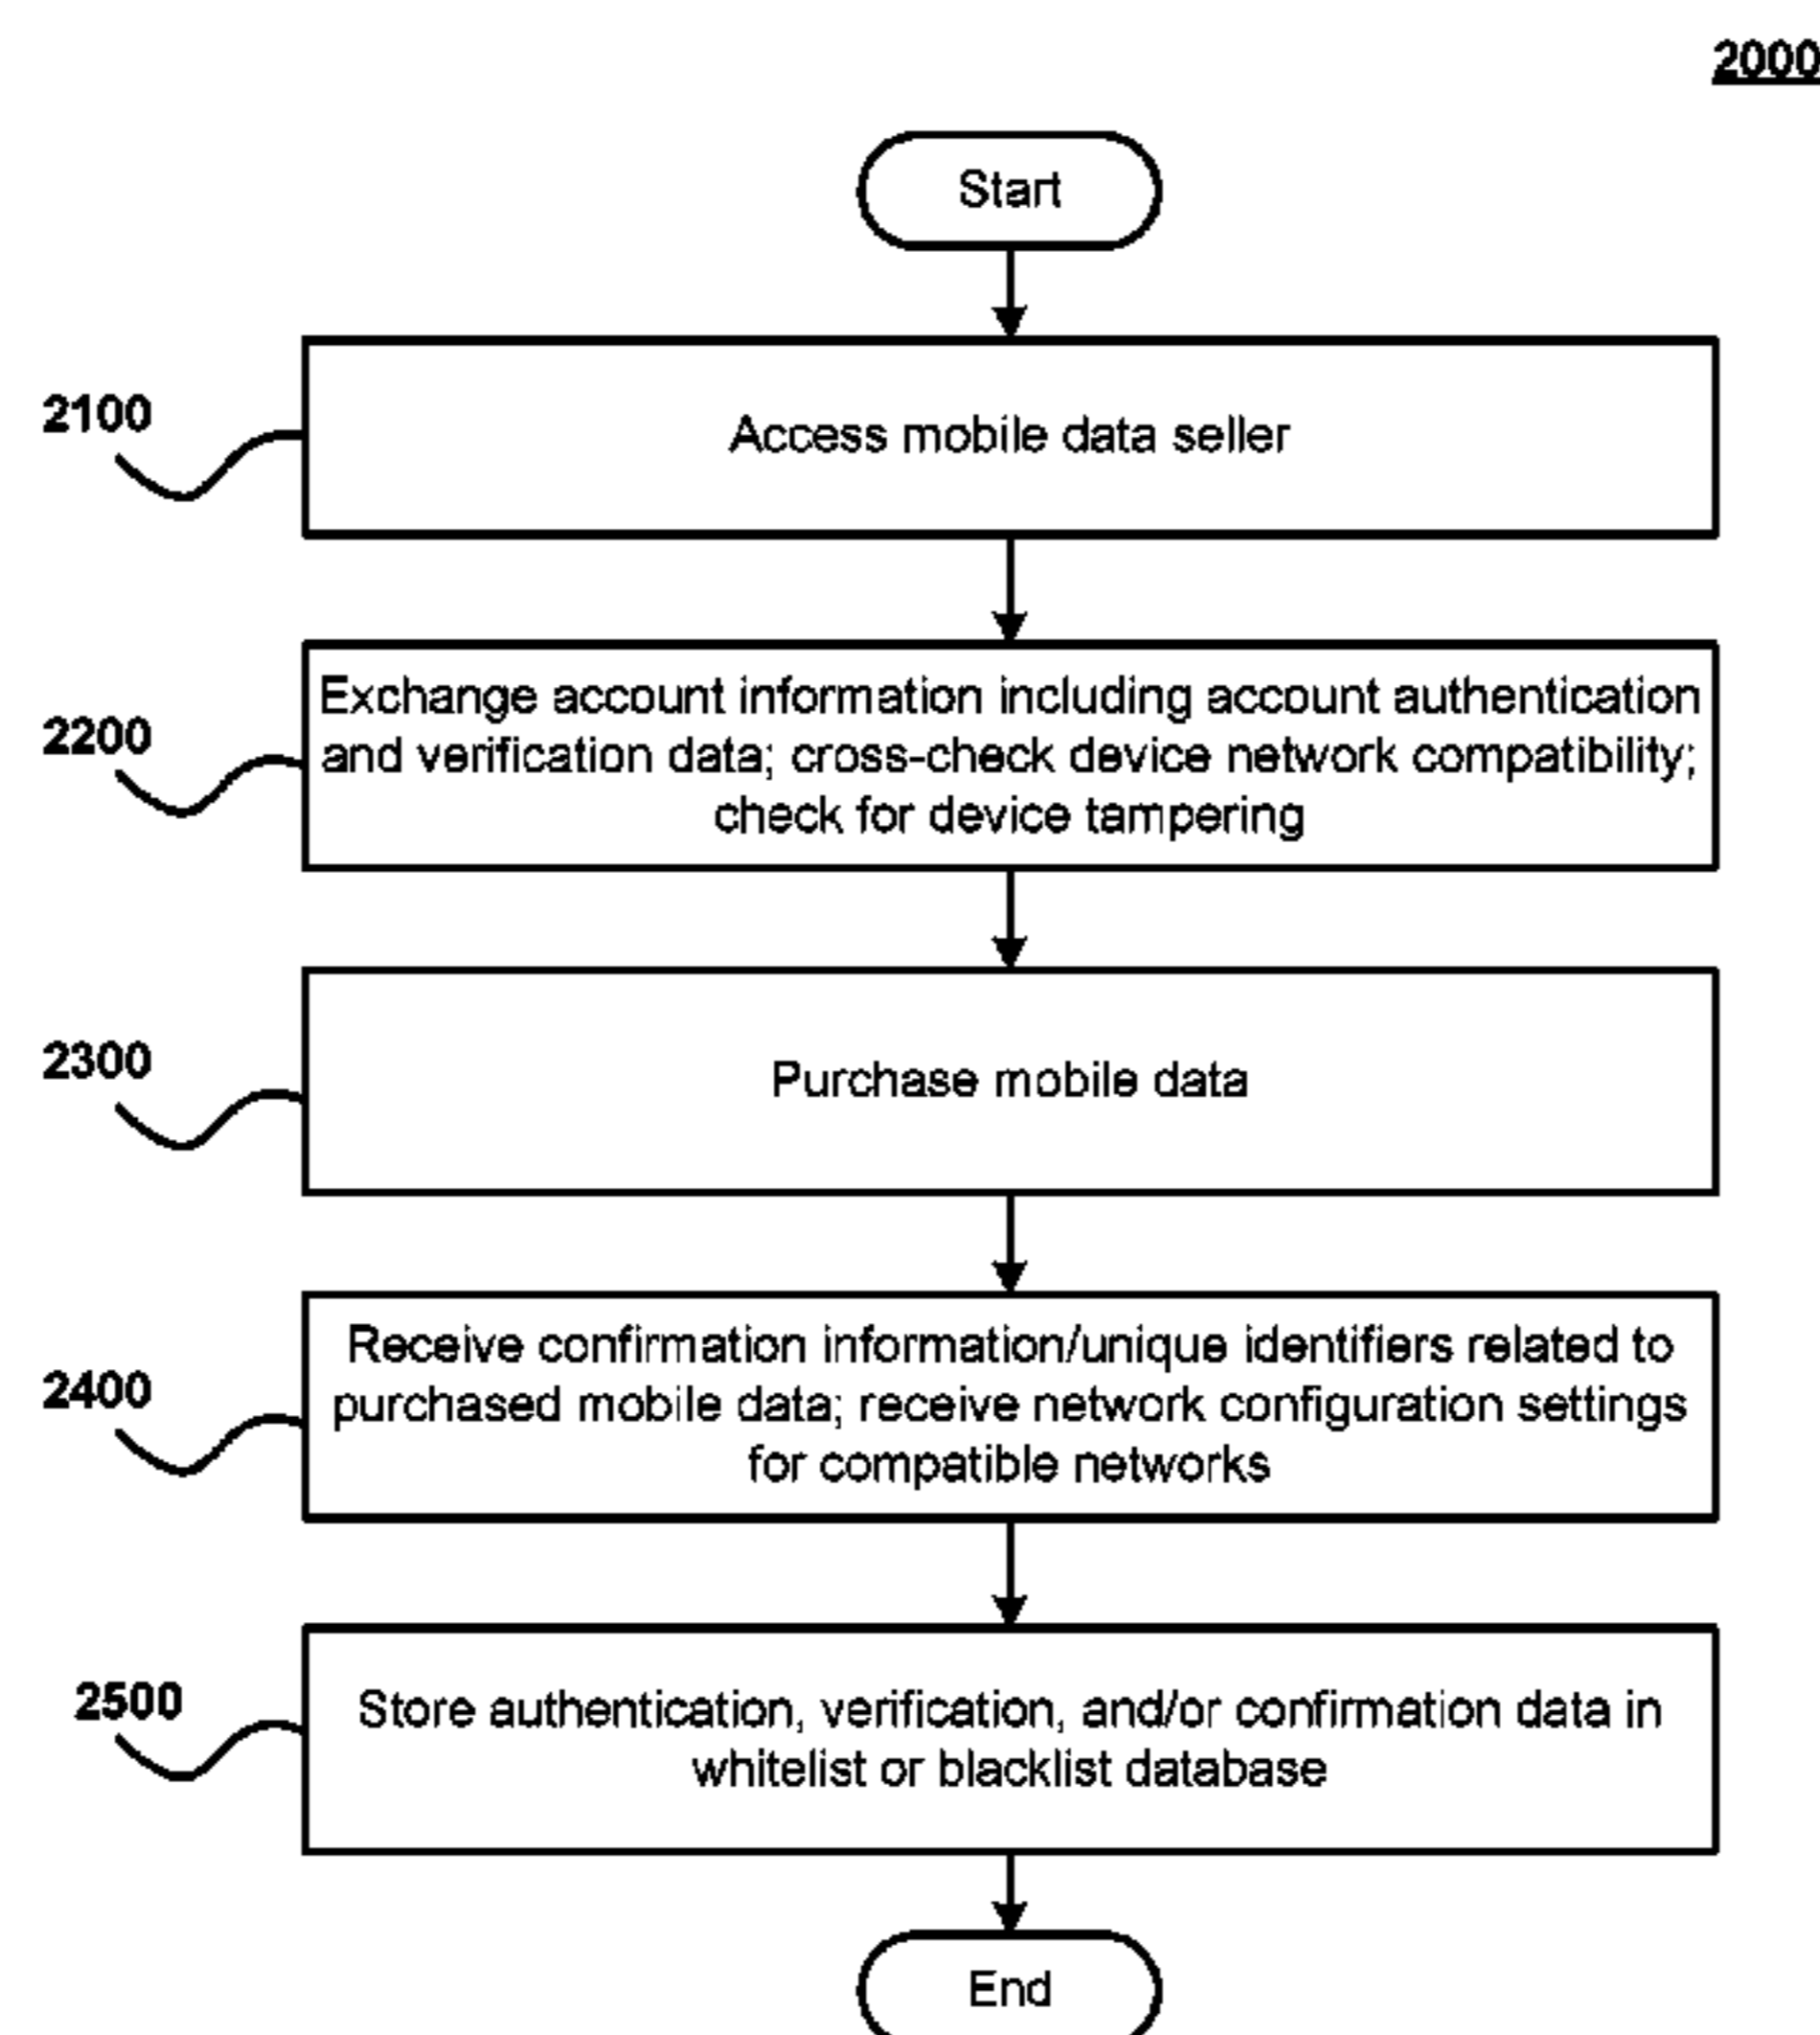 2000
Start
2100
Access mobile data seller
2200
Exchange account information including account authentication
and verification data; cross-check device network compatibility;
check for device tampering
2300
Purchase mobile data
2400
Receive confirmation information/unique identifiers related to
purchased mobile data; receive network configuration settings
for compatible networks
2500
Store authentication, verification, and/or confirmation data in
whitelist or blacklist database
End